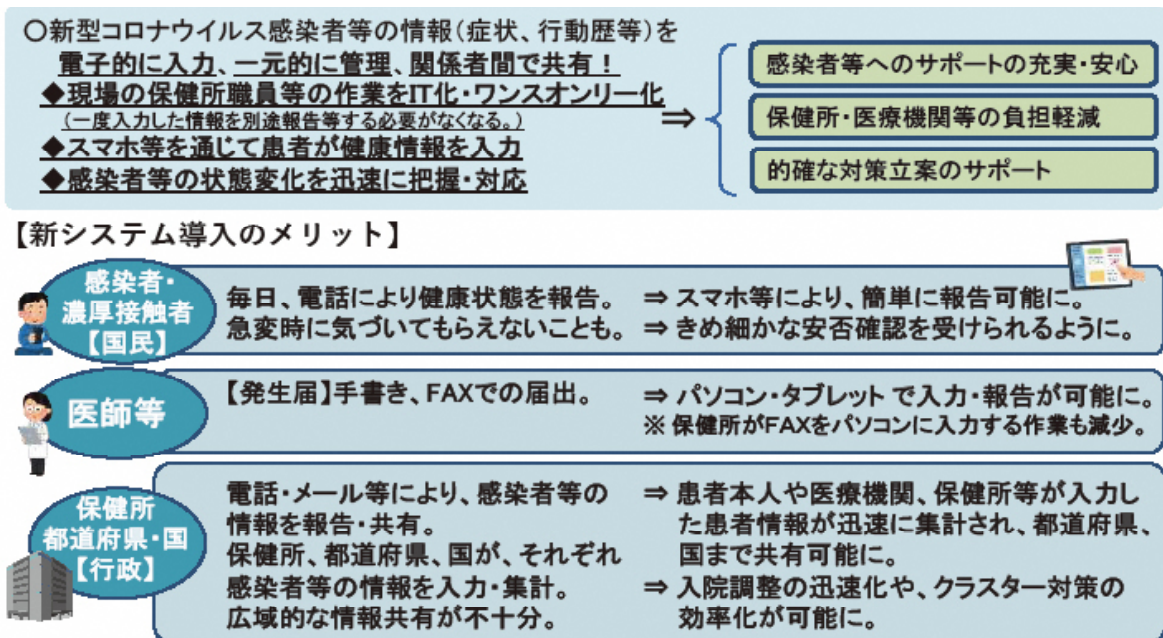 ○新型コロナウイルス感染者等の情報（症状、行動歴等）を
電子的に入力、一元的に管理、関係者間で共有！
◆現場の保健所職員等の作業をIT化・ワンスオンリー化
（一度入力した情報を別途報告等する必要がなくなる。）
◆スマホ等を通じて患者が健康情報を入力
◆感染者等の状態変化を迅速に把握・対応
⇒
感染者等へのサポートの充実・安心
保健所・医療機関等の負担軽減
的確な対策立案のサポート
【新システム導入のメリット】
感染者・
濃厚接触者
【国民】
毎日、電話により健康状態を報告。
急変時に気づいてもらえないことも。
⇒ スマホ等により、簡単に報告可能に。
⇒ きめ細かな安否確認を受けられるように。
医師等
【発生届】手書き、FAXでの届出。
⇒ パソコン・タブレット で入力・報告が可能に。
※ 保健所がFAXをパソコンに入力する作業も減少。
保健所
都道府県・国
【行政】
電話・メール等により、感染者等の
情報を報告・共有。
保健所、都道府県、国が、それぞれ
感染者等の情報を入力・集計。
広域的な情報共有が不十分。
⇒ 患者本人や医療機関、保健所等が入力し
た患者情報が迅速に集計され、都道府県、
国まで共有可能に。
⇒ 入院調整の迅速化や、クラスター対策の
効率化が可能に。